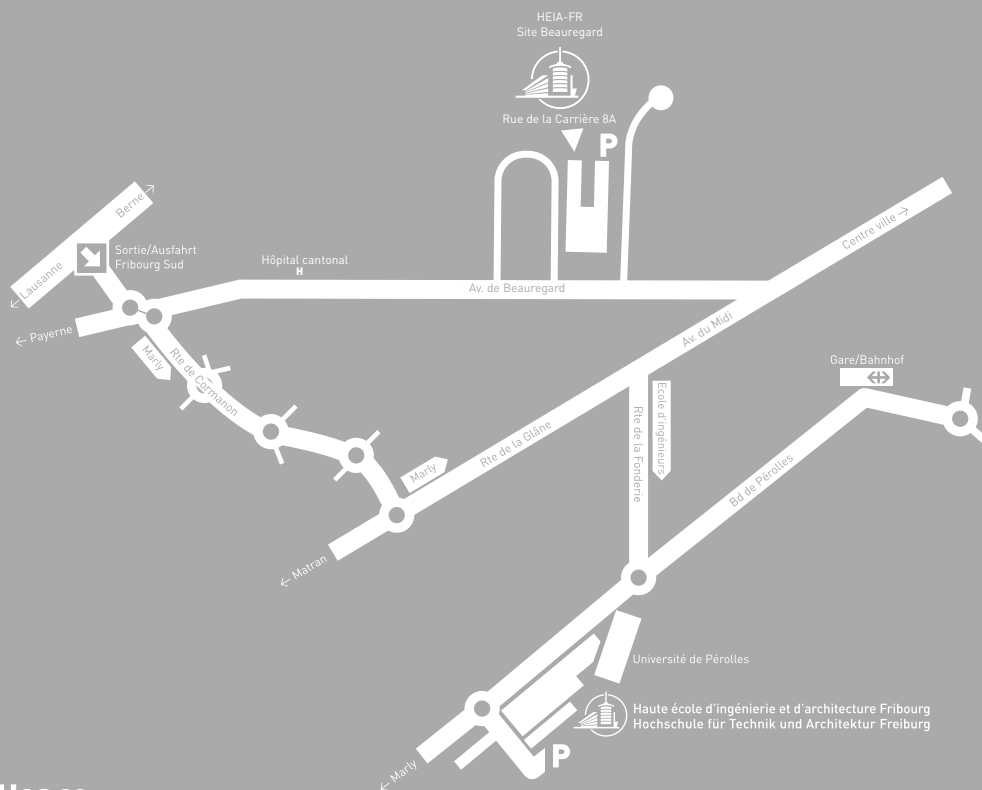 HEIA-FR
Site Beauregard
Rue de la Carrière 8A
P
Berne
Lausanne
Sortie/Ausfahrt
Fribourg Sud
Hôpital cantonal
H
Av. de Beauregard
Centre ville
Payerne
Marly
Rte de Cormanon
Av. du Midi
Gare/Bahnhof
Marly
Rte de la Glâne
Rte de la Fonderie
Ecole d'ingénieurs
Bd de Pérolles
Matran
Université de Pérolles
Haute école d'ingénierie et d'architecture Fribourg
Hochschule für Technik und Architektur Freiburg
P
Marly